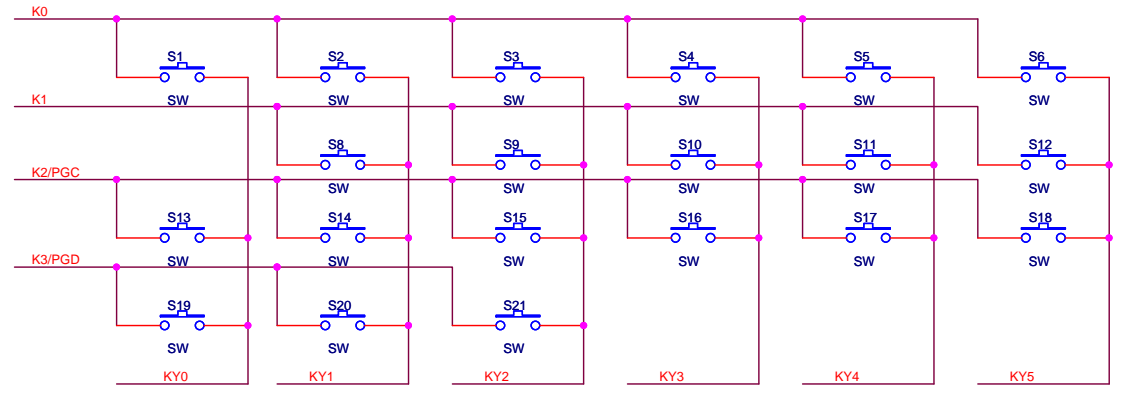 K0
S1 S2 S3 S4 S5 S6
SW SW SW SW SW SW
K1
S8 S9 S10 S11 S12
SW SW SW SW SW
K2/PGC
S13 S14 S15 S16 S17 S18
SW SW SW SW SW SW
K3/PGD
S19 S20 S21
SW SW SW
KY0 KY1 KY2 KY3 KY4 KY5